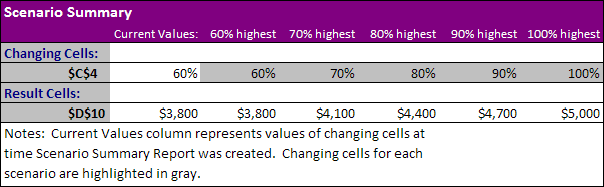 Scenario Summary
Current Values: 60% highest 70% highest 80% highest 90% highest 100% highest
Changing Cells:
$C$4 60% 60% 70% 80% 90% 100%
Result Cells:
$D$10 $3,800 $3,800 $4,100 $4,400 $4,700 $5,000
Notes: Current Values column represents values of changing cells at
time Scenario Summary Report was created. Changing cells for each
scenario are highlighted in gray.